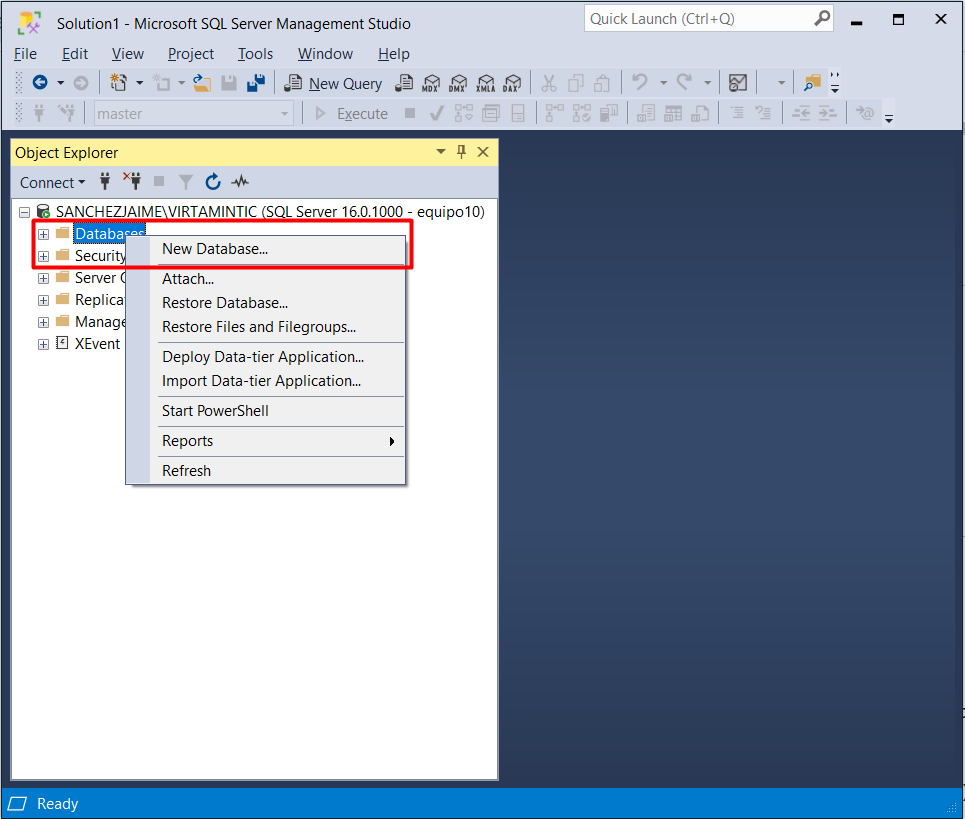 Solution1 - Microsoft SQL Server Management Studio
Quick Launch (Ctrl+Q)
File Edit View Project Tools Window Help
New Query MDX DMX XMLA DAX
master Execute
Object Explorer
Connect
SANCHEZJAIME\VIRTAMINTIC (SQL Server 16.0.1000 - equipo10)
Databases
New Database...
Security
Attach...
Server O
Restore Database...
Replica
Restore Files and Filegroups...
Manage
XEvent
Deploy Data-tier Application...
Import Data-tier Application...
Start PowerShell
Reports
Refresh
Ready